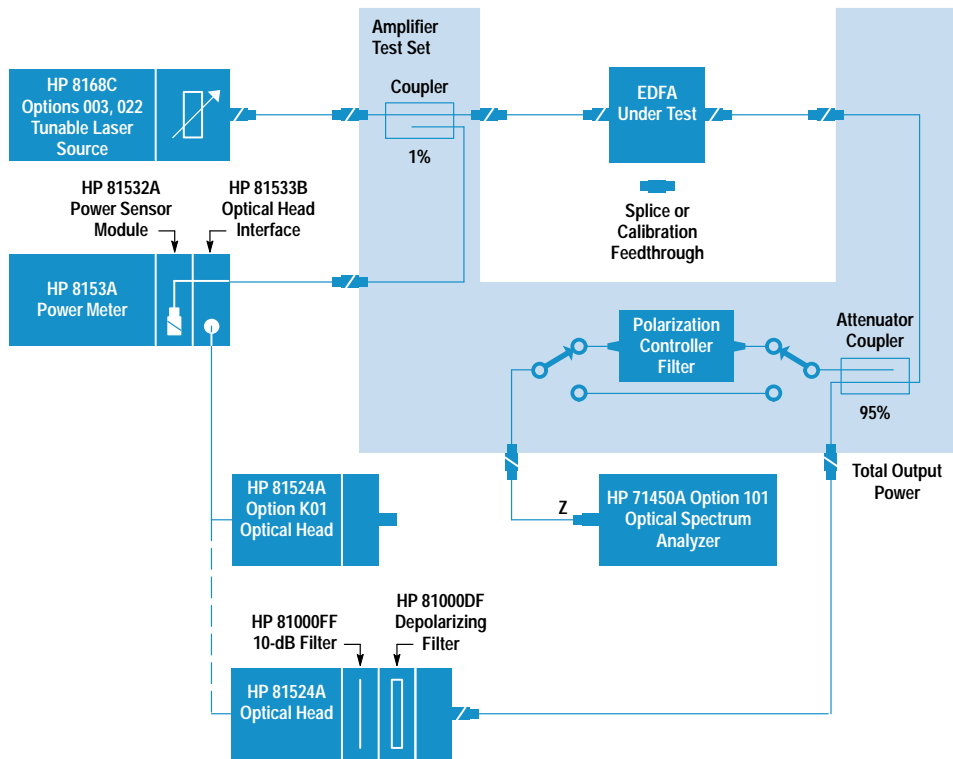 Amplifier
Test Set
HP 8168C
Options 003, 022
Tunable Laser
Source
Coupler
1%
EDFA
Under Test
Splice or
Calibration
Feedthrough
HP 81532A
Power Sensor
Module
HP 81533B
Optical Head
Interface
HP 8153A
Power Meter
Polarization
Controller
Filter
Attenuator
Coupler
95%
Total Output
Power
HP 81524A
Option K01
Optical Head
Z
HP 71450A Option 101
Optical Spectrum
Analyzer
HP 81000FF
10-dB Filter
HP 81000DF
Depolarizing
Filter
HP 81524A
Optical Head